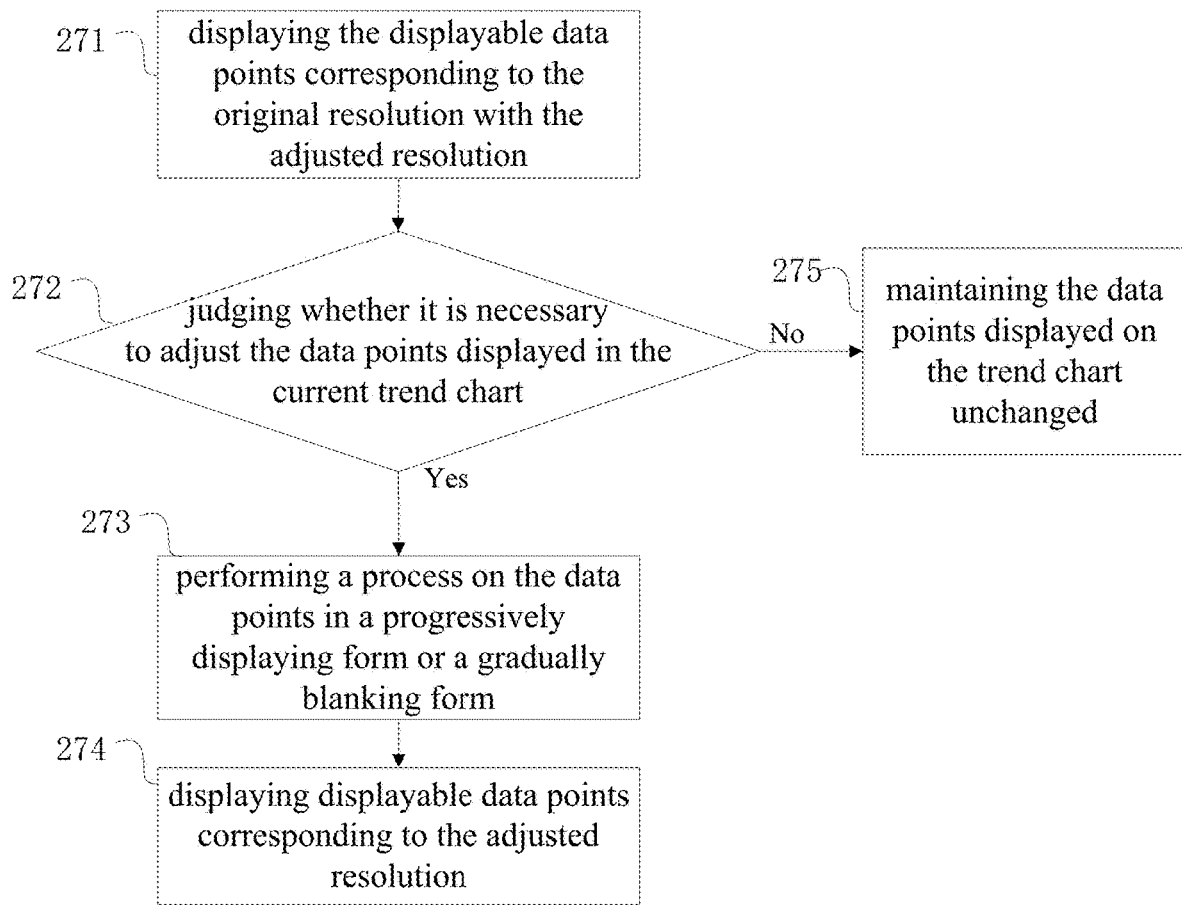 271
displaying the displayable data
points corresponding to the
original resolution with the
adjusted resolution
272
judging whether it is necessary
to adjust the data points displayed in the
current trend chart
No
275
maintaining the data
points displayed on
the trend chart
unchanged
Yes
273
performing a process on the data
points in a progressively
displaying form or a gradually
blanking form
274
displaying displayable data points
corresponding to the adjusted
resolution